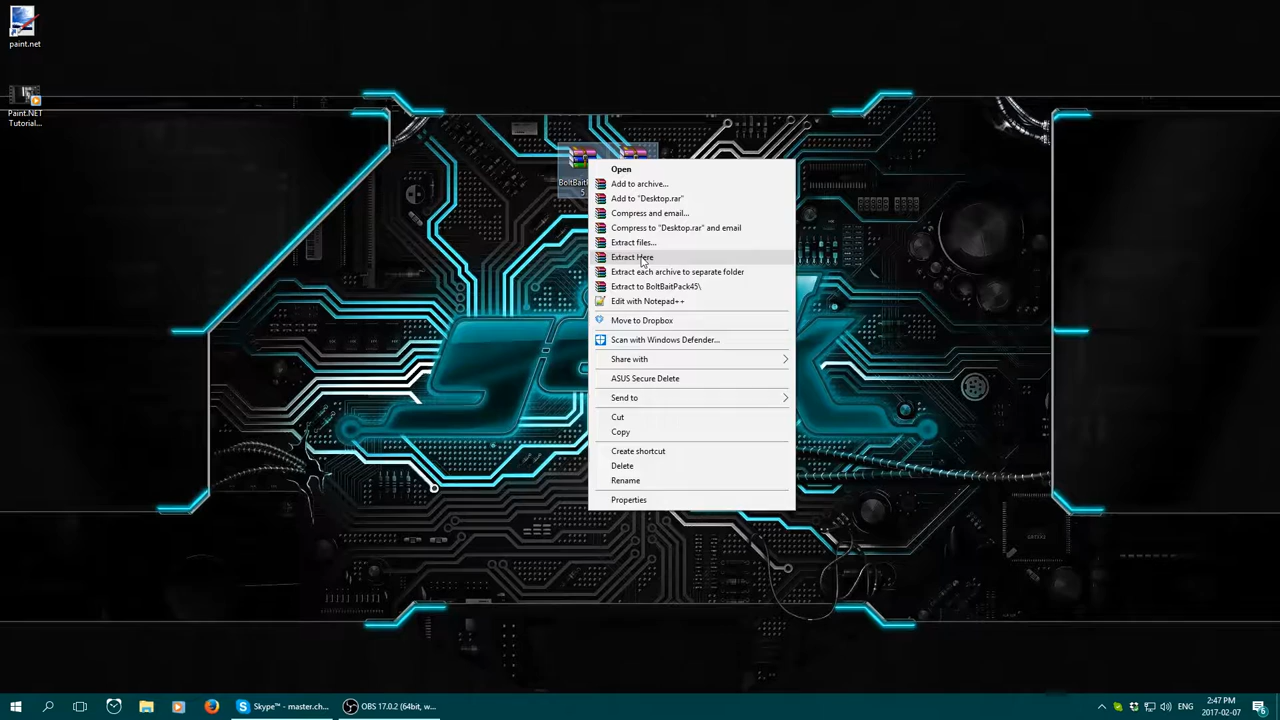 paint.net
Paint.NET
Tutorial...
5
Open
Add to archive...
Add to "Desktop.rar"
Compress and email...
Compress to "Desktop.rar" and email
Extract files...
Extract Here
Extract each archive to separate folder
Extract to BoltBaitPack45\
Edit with Notepad++
Move to Dropbox
Scan with Windows Defender...
Share with
ASUS Secure Delete
Send to
Cut
Copy
Create shortcut
Delete
Rename
Properties
Skype™ - master.ch...
OBS 17.0.2 (64bit, w...
ENG
2:47 PM
2017-02-07
6